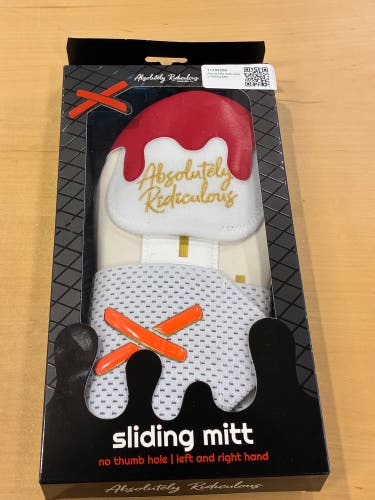 Absolutely Ridiculous
Absolutely
Ridiculous
sliding mitt
no thumb hole | left and right hand
Absolutely Ridiculous